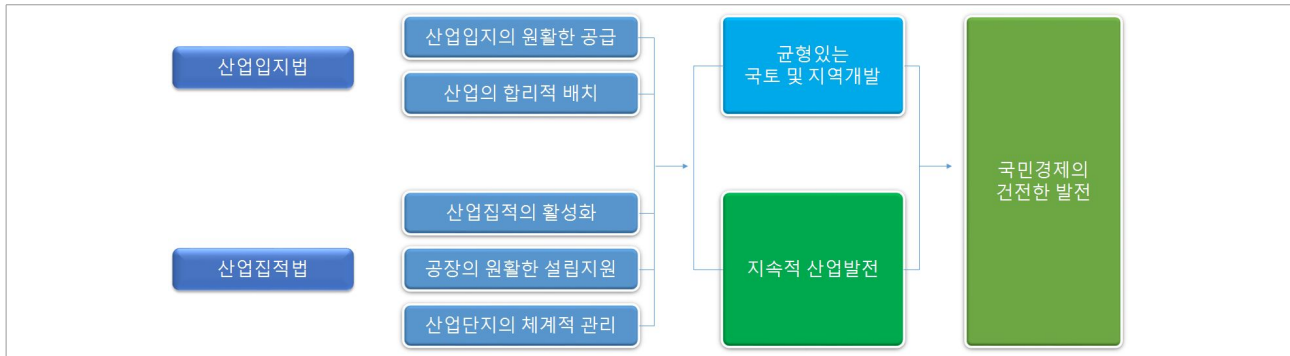 산업입지법
산업입지의 원활한 공급
산업의 합리적 배치
산업집적법
산업집적의 활성화
공장의 원활한 설립지원
산업단지의 체계적 관리
균형있는
국토 및 지역개발
지속적 산업발전
국민경제의
건전한 발전